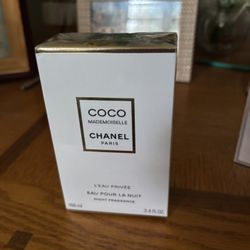 COCO
MADEMOISELLE
CHANEL
PARIS
L'EAU PRIVÉE
EAU POUR LA NUIT
NIGHT FRAGRANCE
100 ml
3.4 FL. OZ.